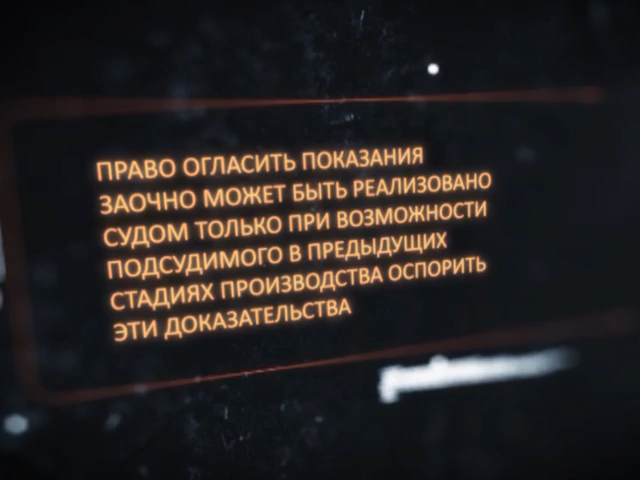 ПРАВО ОГЛАСИТЬ ПОКАЗАНИЯ
ЗАОЧНО МОЖЕТ БЫТЬ РЕАЛИЗОВАНО
СУДОМ ТОЛЬКО ПРИ ВОЗМОЖНОСТИ
ПОДСУДИМОГО В ПРЕДЫДУЩИХ
СТАДИЯХ ПРОИЗВОДСТВА ОСПОРИТЬ
ЭТИ ДОКАЗАТЕЛЬСТВА